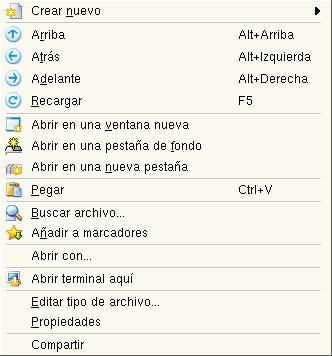 Crear nuevo
Arriba Alt+Arriba
Atrás Alt+Izquierda
Adelante Alt+Derecha
Recargar F5
Abrir en una ventana nueva
Abrir en una pestaña de fondo
Abrir en una nueva pestaña
Pegar Ctrl+V
Buscar archivo...
Añadir a marcadores
Abrir con...
Abrir terminal aquí
Editar tipo de archivo...
Propiedades
Compartir